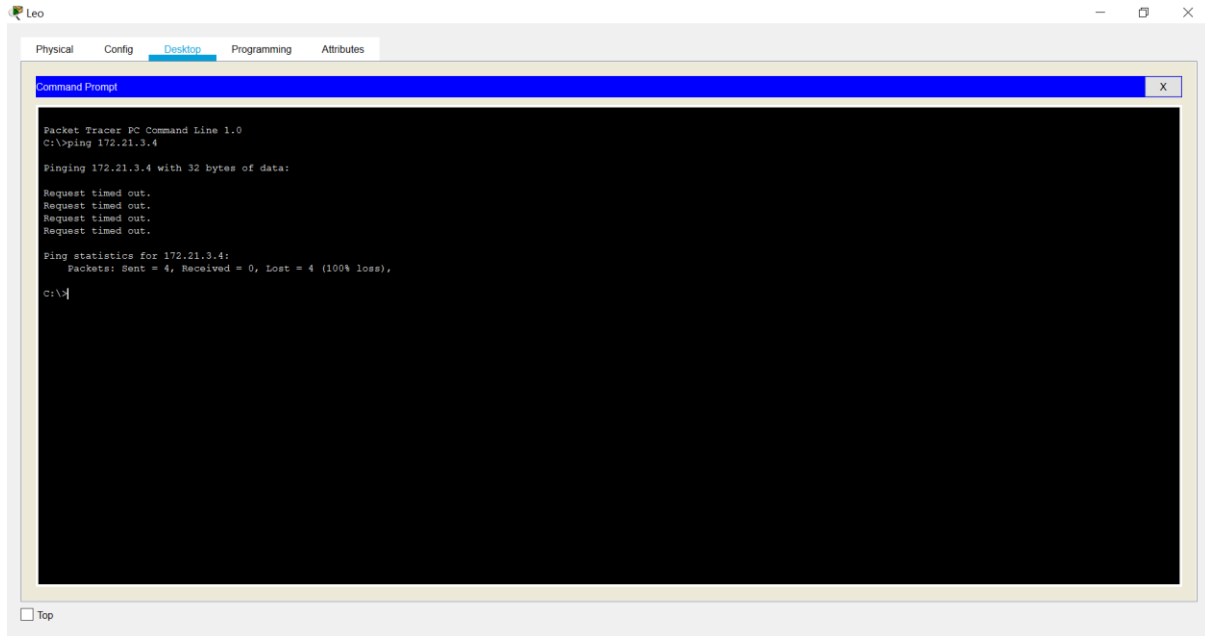 Leo
Physical Config Desktop Programming Attributes
Command Prompt X
Packet Tracer PC Command Line 1.0
C:\>ping 172.21.3.4
Pinging 172.21.3.4 with 32 bytes of data:
Request timed out.
Request timed out.
Request timed out.
Request timed out.
Ping statistics for 172.21.3.4:
Packets: Sent = 4, Received = 0, Lost = 4 (100% loss),
C:\>
Top